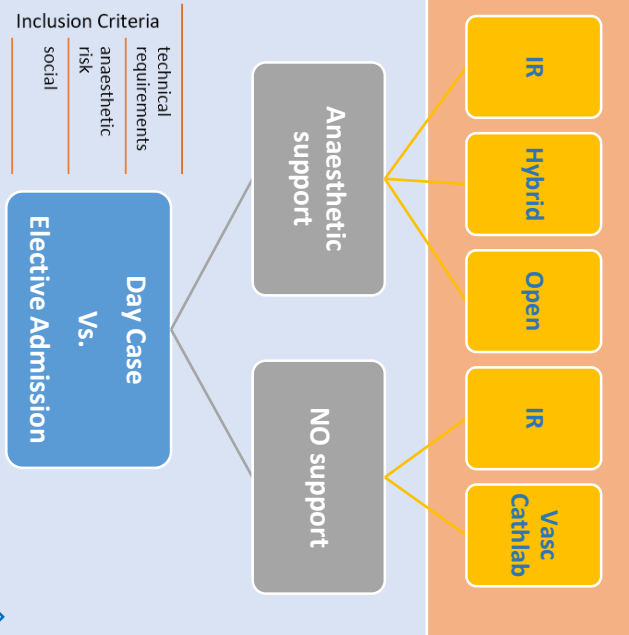 Inclusion Criteria
technical
requirements
anaesthetic
risk
social
Day Case
Vs.
Elective Admission
Anaesthetic
support
NO support
IR
Hybrid
Open
IR
Vasc
Cathlab